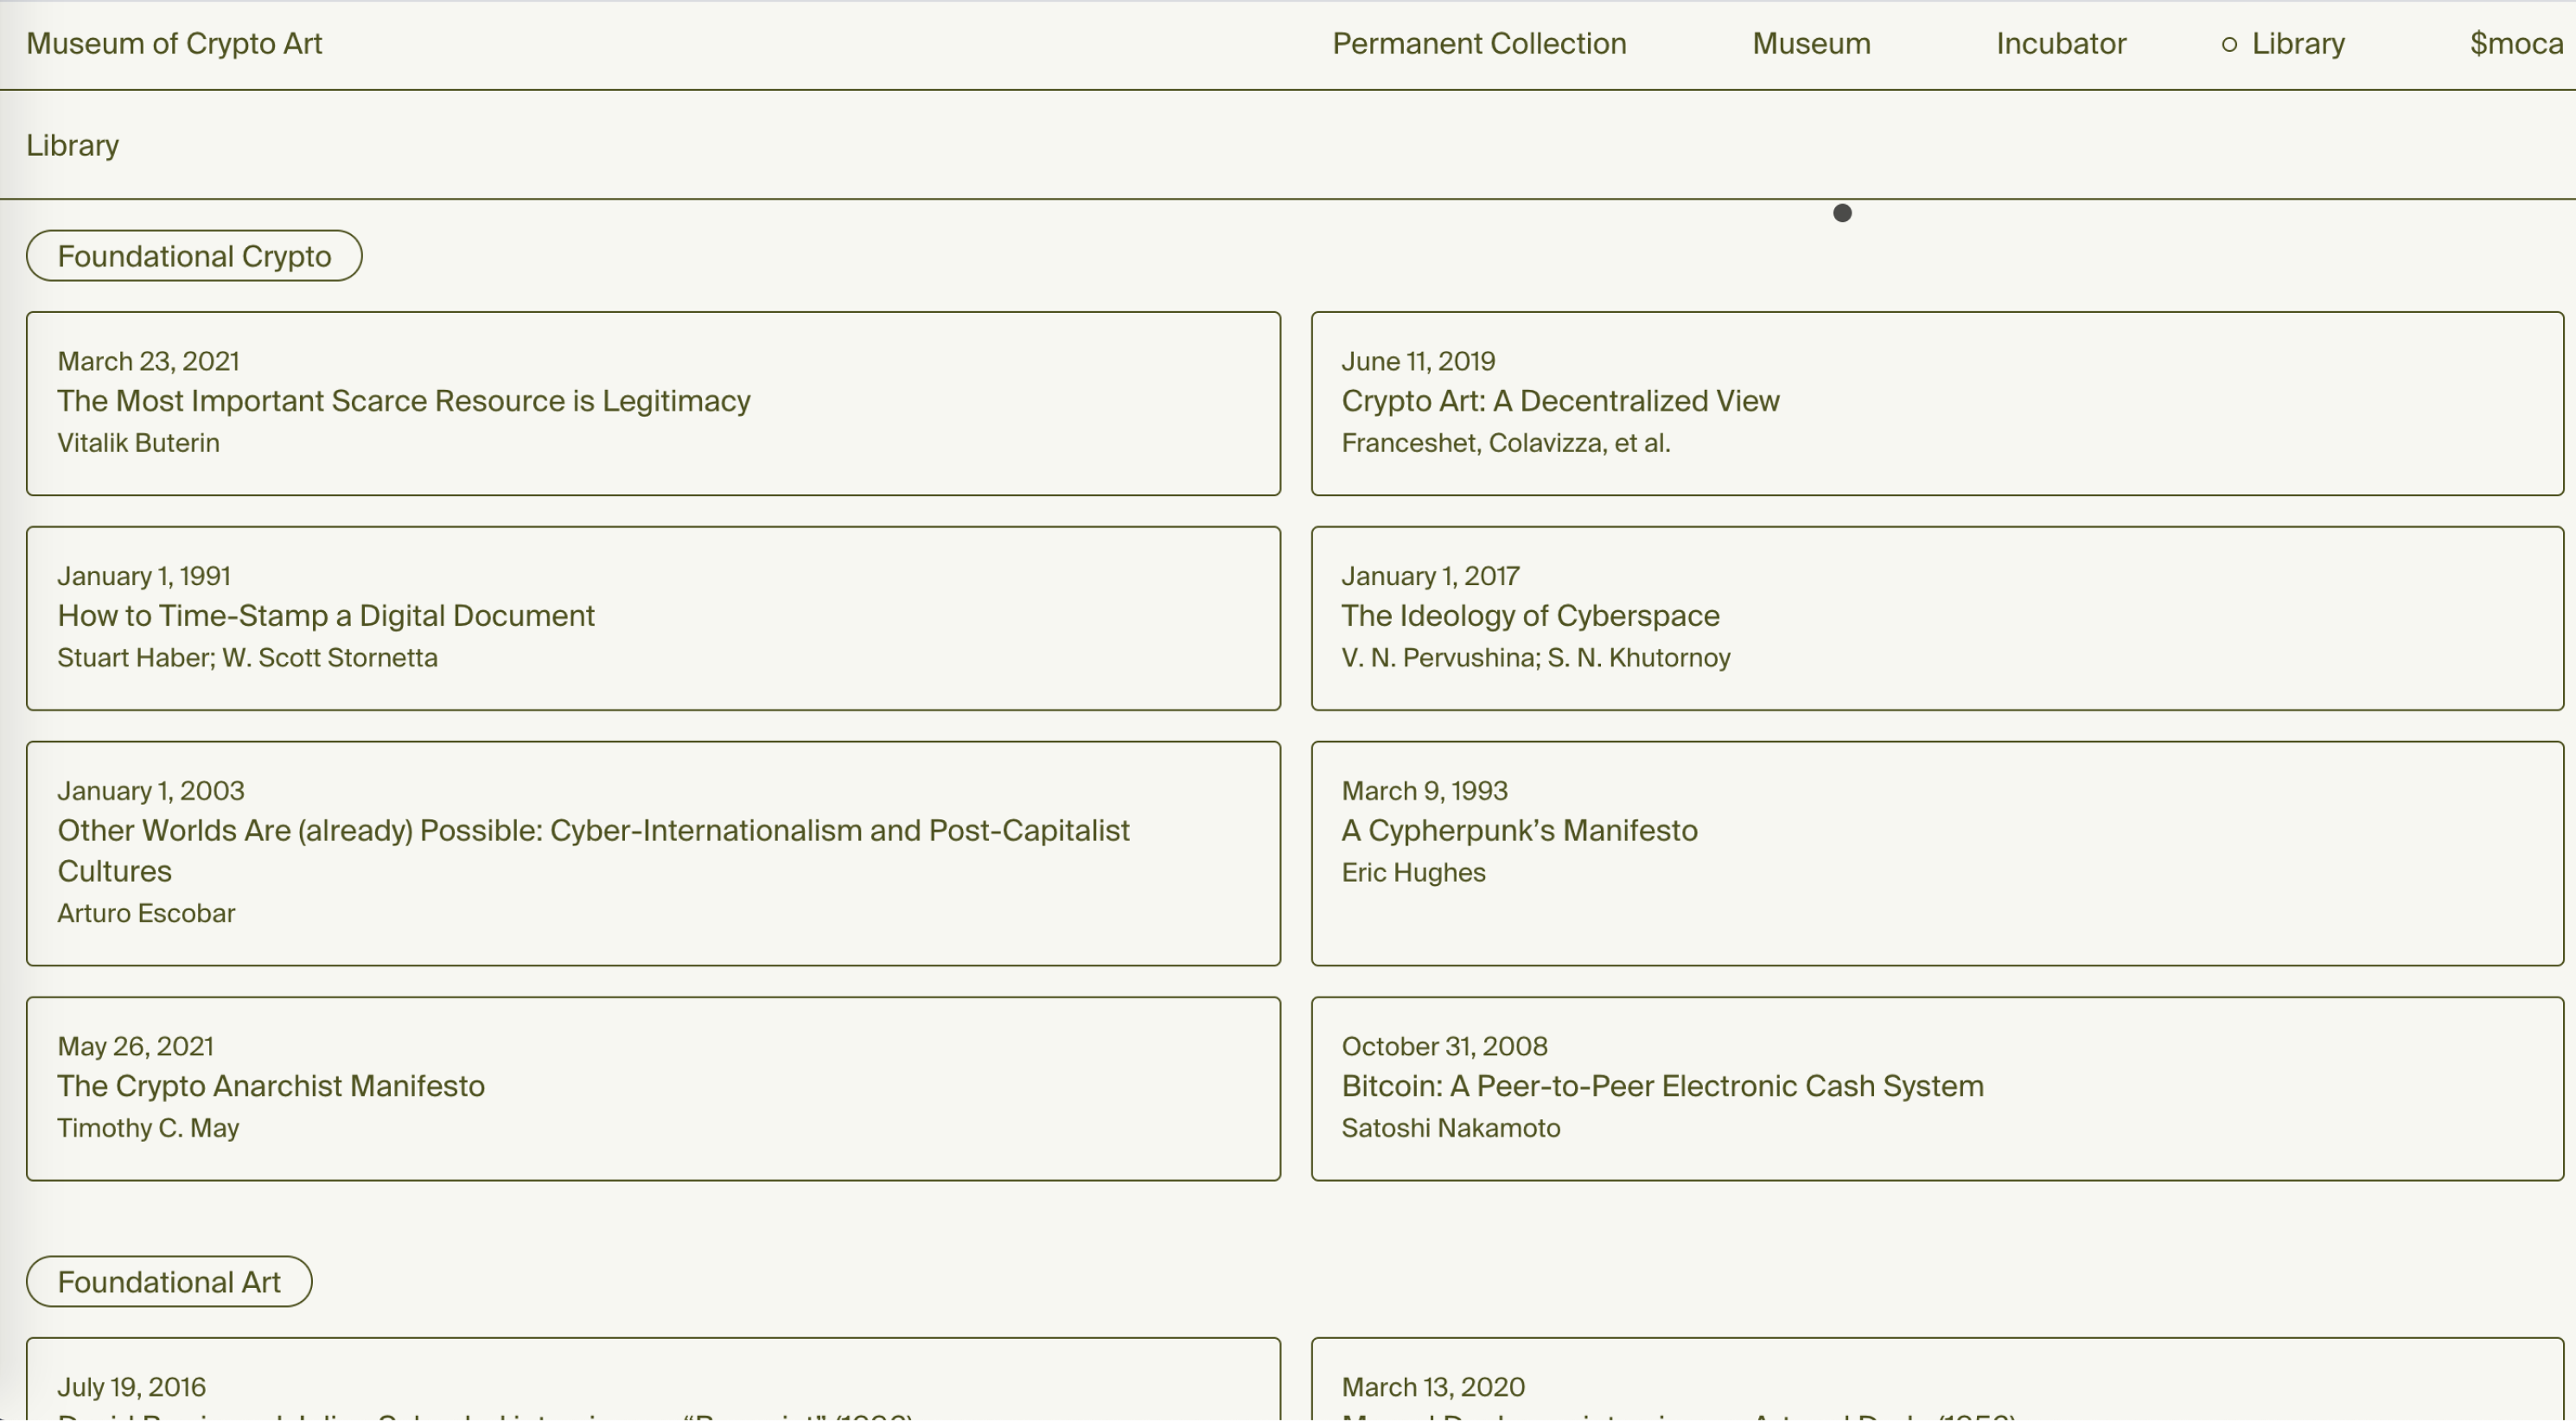 Museum of Crypto Art
Permanent Collection
Museum
Incubator
Library
$moca
Library
Foundational Crypto
March 23, 2021
The Most Important Scarce Resource is Legitimacy
Vitalik Buterin
June 11, 2019
Crypto Art: A Decentralized View
Franceshet, Colavizza, et al.
January 1, 1991
How to Time-Stamp a Digital Document
Stuart Haber; W. Scott Stornetta
January 1, 2017
The Ideology of Cyberspace
V. N. Pervushina; S. N. Khutornoy
January 1, 2003
Other Worlds Are (already) Possible: Cyber-Internationalism and Post-Capitalist
Cultures
Arturo Escobar
March 9, 1993
A Cypherpunk’s Manifesto
Eric Hughes
May 26, 2021
The Crypto Anarchist Manifesto
Timothy C. May
October 31, 2008
Bitcoin: A Peer-to-Peer Electronic Cash System
Satoshi Nakamoto
Foundational Art
July 19, 2016
March 13, 2020